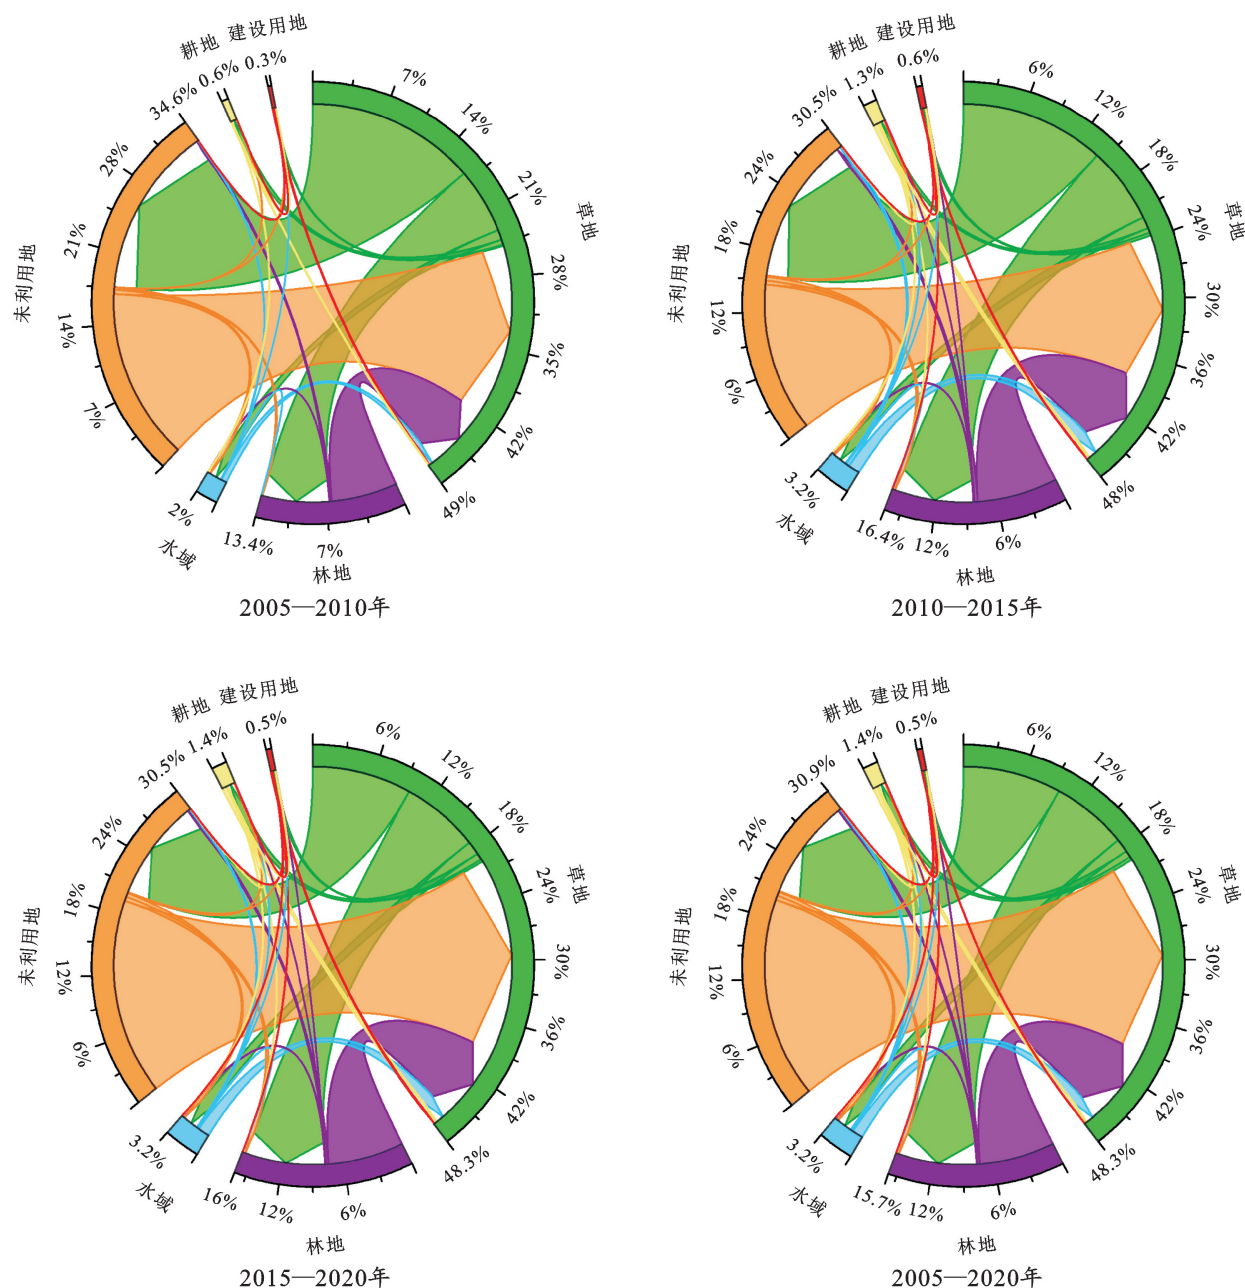 耕地 建设用地
34.6% 0.6% 0.3%
7%
14%
21%
草地
28%
35%
42%
49%
28%
21%
未利用地
14%
7%
2%
水域
13.4%
7%
林地
2005—2010年
耕地 建设用地
30.5% 1.3% 0.6%
6%
12%
18%
24%
草地
30%
36%
42%
48%
24%
18%
未利用地
12%
6%
3.2%
水域
16.4%
12%
6%
林地
2010—2015年
耕地 建设用地
30.5% 1.4% 0.5%
6%
12%
18%
24%
草地
30%
36%
42%
48.3%
24%
18%
未利用地
12%
6%
3.2%
水域
16%
12%
6%
林地
2015—2020年
耕地 建设用地
30.9% 1.4% 0.5%
6%
12%
18%
24%
草地
30%
36%
42%
48.3%
24%
18%
未利用地
12%
6%
3.2%
水域
15.7%
12%
6%
林地
2005—2020年